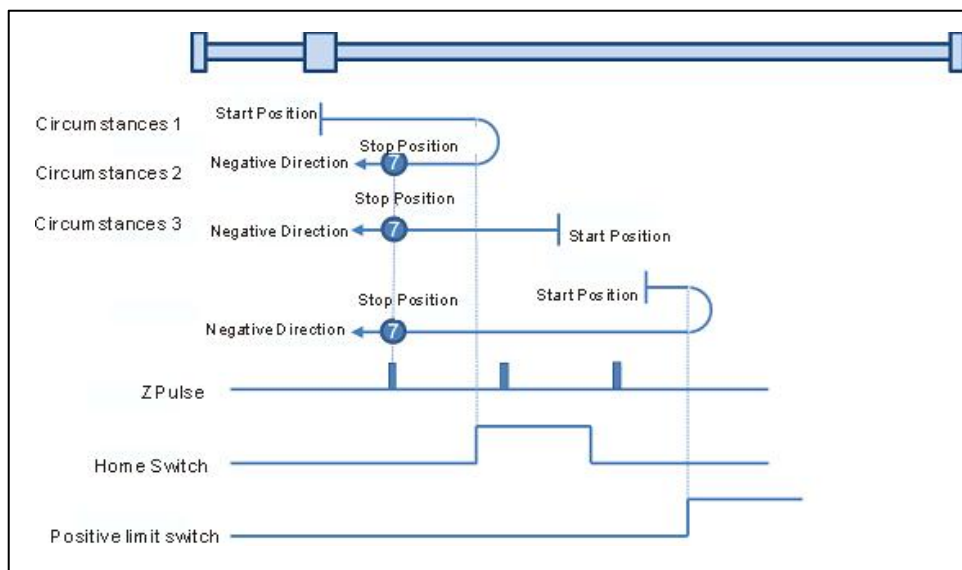 Circumstances 1
Start Position
Stop Position
7
Negative Direction
Circumstances 2
Stop Position
Circumstances 3
7
Negative Direction
Start Position
Start Position
Stop Position
7
Negative Direction
Z Pulse
Home Switch
Positive limit switch